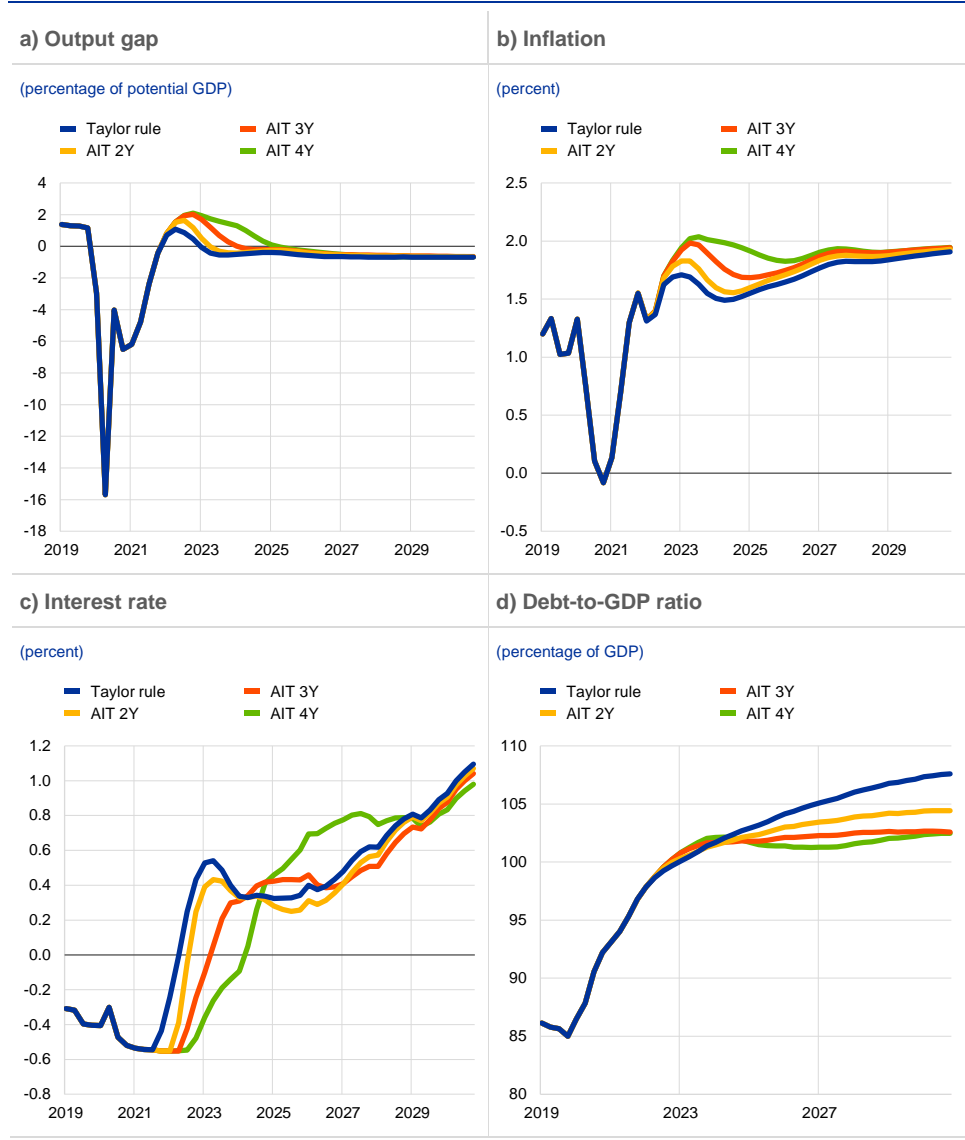 a) Output gap
(percentage of potential GDP)
Taylor rule
AIT 3Y
AIT 2Y
AIT 4Y
4
2
0
-2
-4
-6
-8
-10
-12
-14
-16
-18
2019 2021 2023 2025 2027 2029
b) Inflation
(percent)
Taylor rule
AIT 3Y
AIT 2Y
AIT 4Y
2.5
2.0
1.5
1.0
0.5
0.0
-0.5
2019 2021 2023 2025 2027 2029
c) Interest rate
(percent)
Taylor rule
AIT 3Y
AIT 2Y
AIT 4Y
1.2
1.0
0.8
0.6
0.4
0.2
0.0
-0.2
-0.4
-0.6
-0.8
2019 2021 2023 2025 2027 2029
d) Debt-to-GDP ratio
(percentage of GDP)
Taylor rule
AIT 3Y
AIT 2Y
AIT 4Y
110
105
100
95
90
85
80
2019 2023 2027